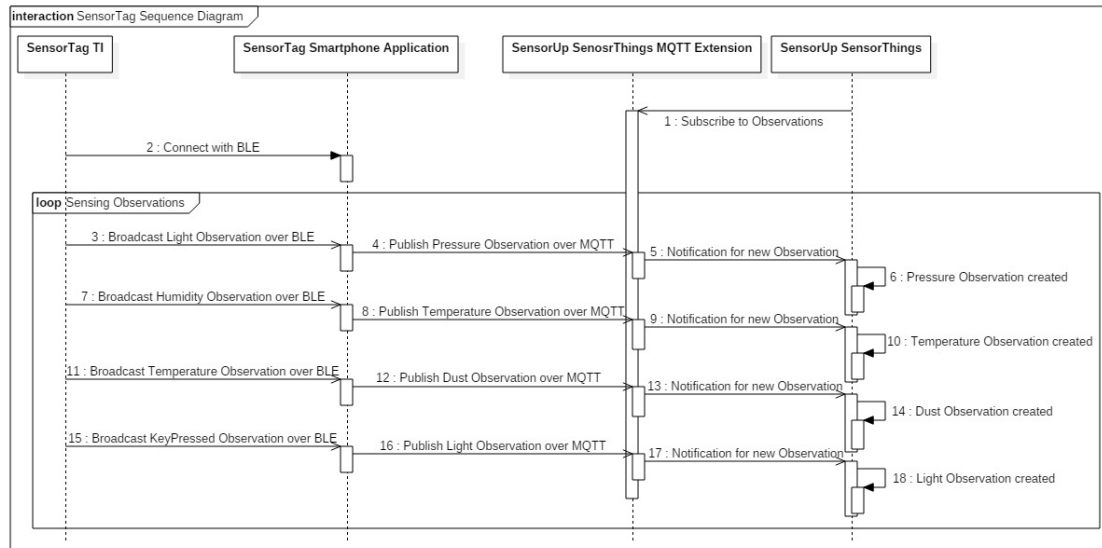 interaction SensorTag Sequence Diagram
SensorTag TI
SensorTag Smartphone Application
SensorUp SenosrThings MQTT Extension
SensorUp SensorThings
1 : Subscribe to Observations
2 : Connect with BLE
loop Sensing Observations
3 : Broadcast Light Observation over BLE
4 : Publish Pressure Observation over MQTT
5 : Notification for new Observation
6 : Pressure Observation created
7 : Broadcast Humidity Observation over BLE
8 : Publish Temperature Observation over MQTT
9 : Notification for new Observation
10 : Temperature Observation created
11 : Broadcast Temperature Observation over BLE
12 : Publish Dust Observation over MQTT
13 : Notification for new Observation
14 : Dust Observation created
15 : Broadcast KeyPressed Observation over BLE
16 : Publish Light Observation over MQTT
17 : Notification for new Observation
18 : Light Observation created